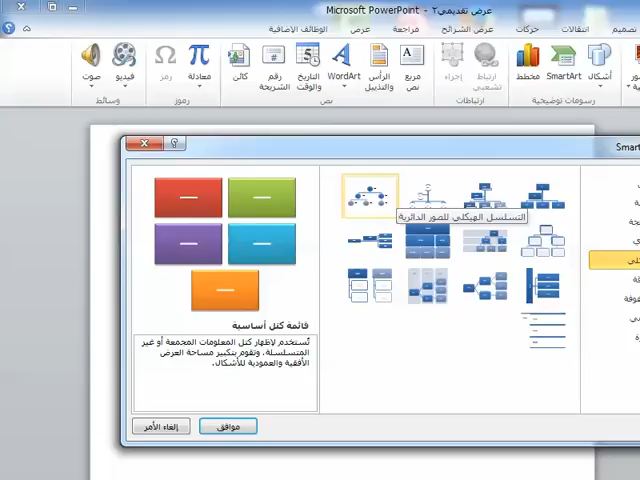 عرض تقديمي٢ - Microsoft PowerPoint
تصميم
انتقالات
حركات
عرض الشرائح
مراجعة
عرض
الوظائف الإضافية
أشكال
SmartArt
مخطط
ارتباط تشعبي
إجراء
مربع نص
الرأس والتذييل
WordArt
التاريخ والوقت
رقم الشريحة
كائن
معادلة
رمز
فيديو
صوت
رسومات توضيحية
ارتباطات
نص
رموز
وسائط
SmartA
التسلسل الهيكلي للصور الدائرية
قائمة كتل أساسية
تُستخدم لإظهار كتل المعلومات المجمعة أو غير
المتسلسلة. وتقوم بتكبير مساحة العرض
الأفقية والعمودية للأشكال.
موافق
إلغاء الأمر